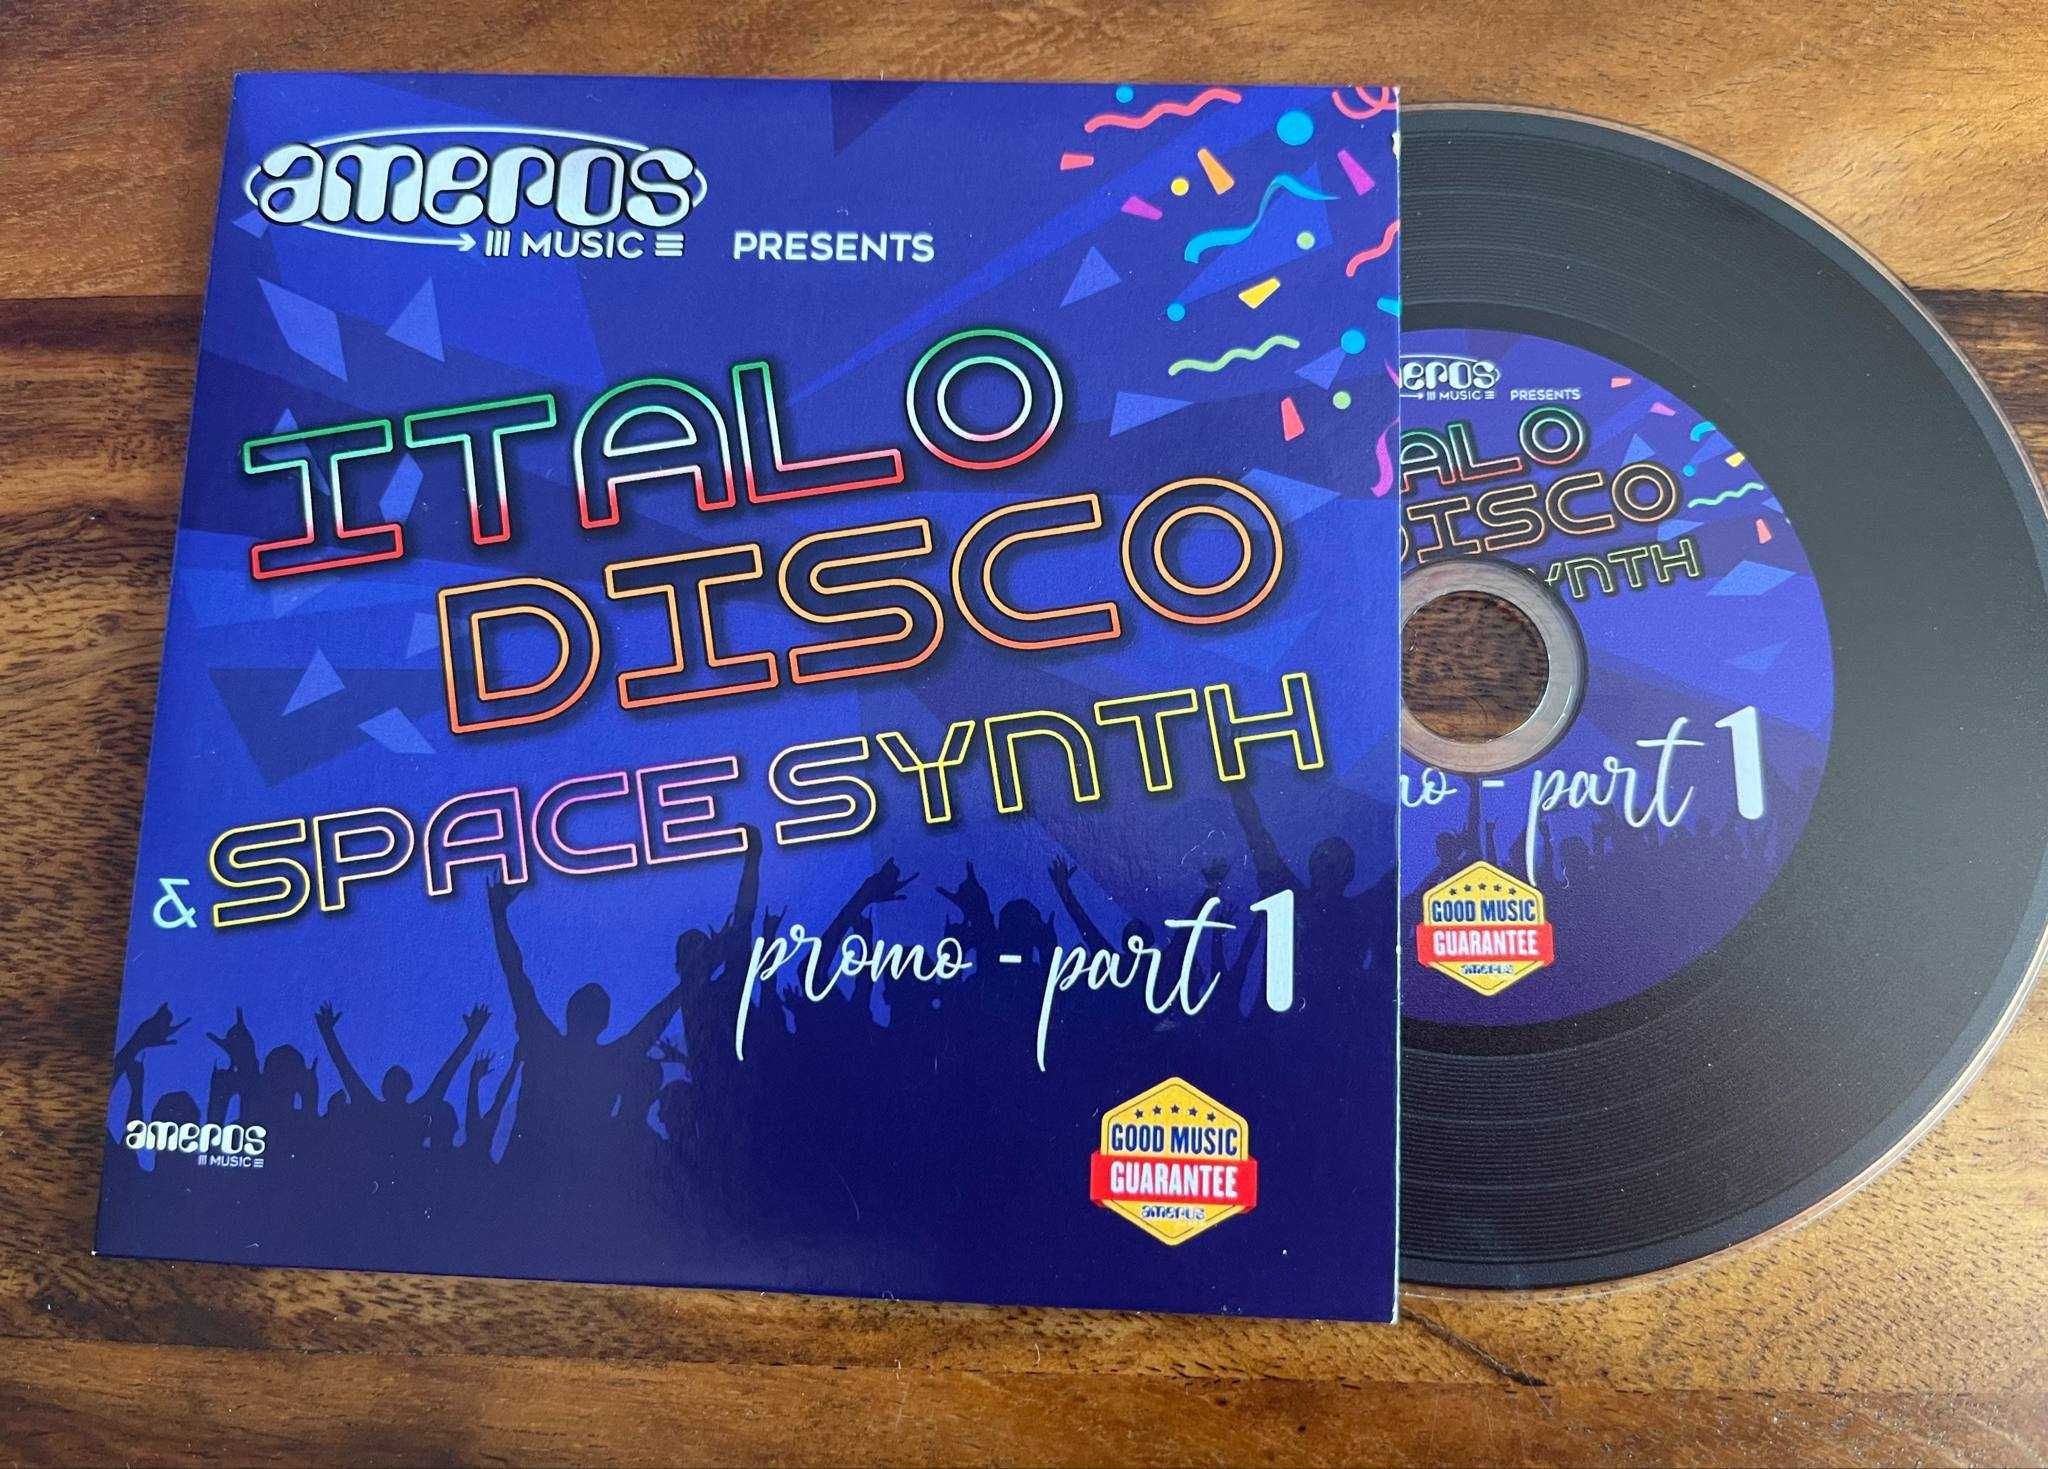 ameros
MUSIC
PRESENTS
ITALO
DISCO
& SPACE SYNTH
promo - part 1
ameros
MUSIC
GOOD MUSIC
GUARANTEE
ameros
MUSIC
PRESENTS
ALO
DISCO
YNTH
part 1
GOOD MUSIC
GUARANTEE
ameros